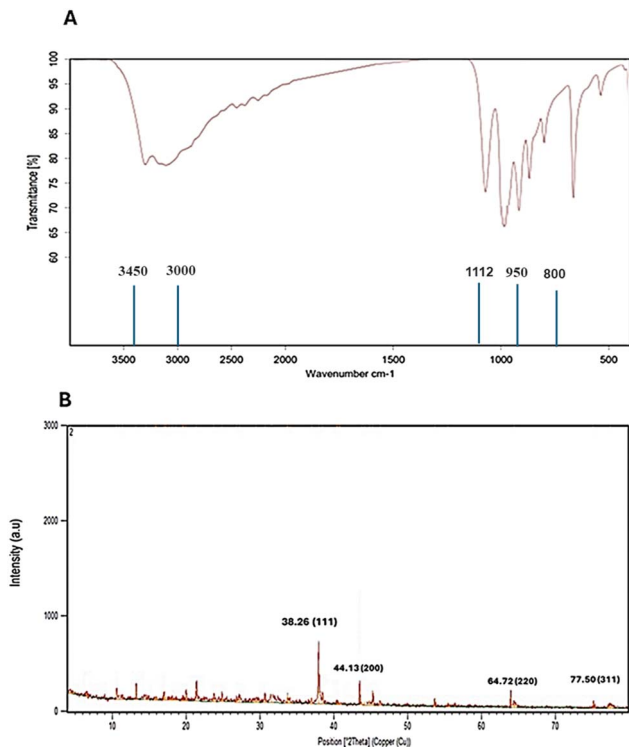 A
100
95
90
85
80
75
70
65
60
Transmittance [%]
3450 3000 1112 950 800
3500 3000 2500 2000 1500 1000 500
Wavenumber cm-1
B
3000
2
2000
1000
0
Intensity (a.u)
38.26 (111)
44.13 (200)
64.72 (220)
77.50 (311)
10 20 30 40 50 60 70
Position [°2Theta] (Copper (Cu))